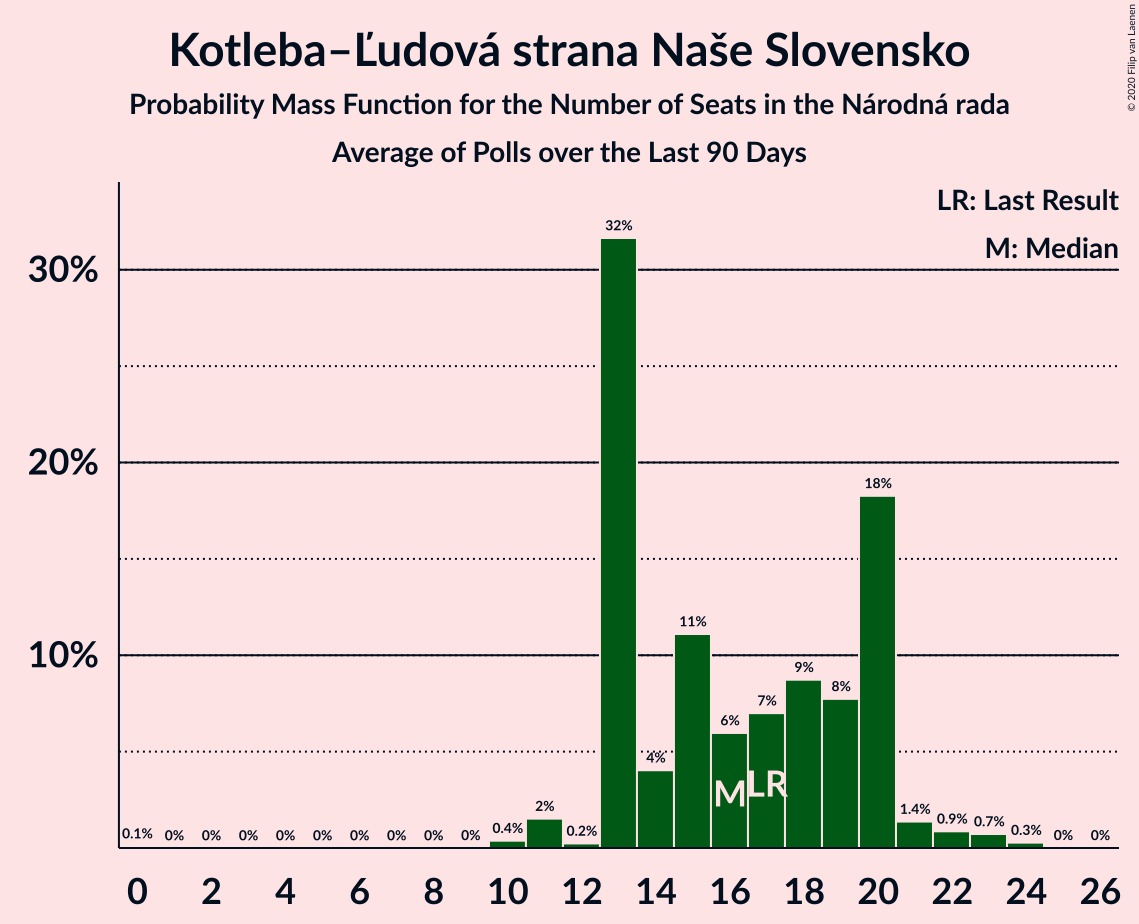 Kotleba–Ľudová strana Naše Slovensko
Probability Mass Function for the Number of Seats in the Národná rada
Average of Polls over the Last 90 Days
© 2020 Filip van Laenen
LR: Last Result
M: Median
30%
20%
10%
0.1% 0% 0% 0% 0% 0% 0% 0% 0% 0% 0.4% 2% 0.2% 32% 4% 11% 6% 7% 9% 8% 18% 1.4% 0.9% 0.7% 0.3% 0% 0%
M LR
0 2 4 6 8 10 12 14 16 18 20 22 24 26